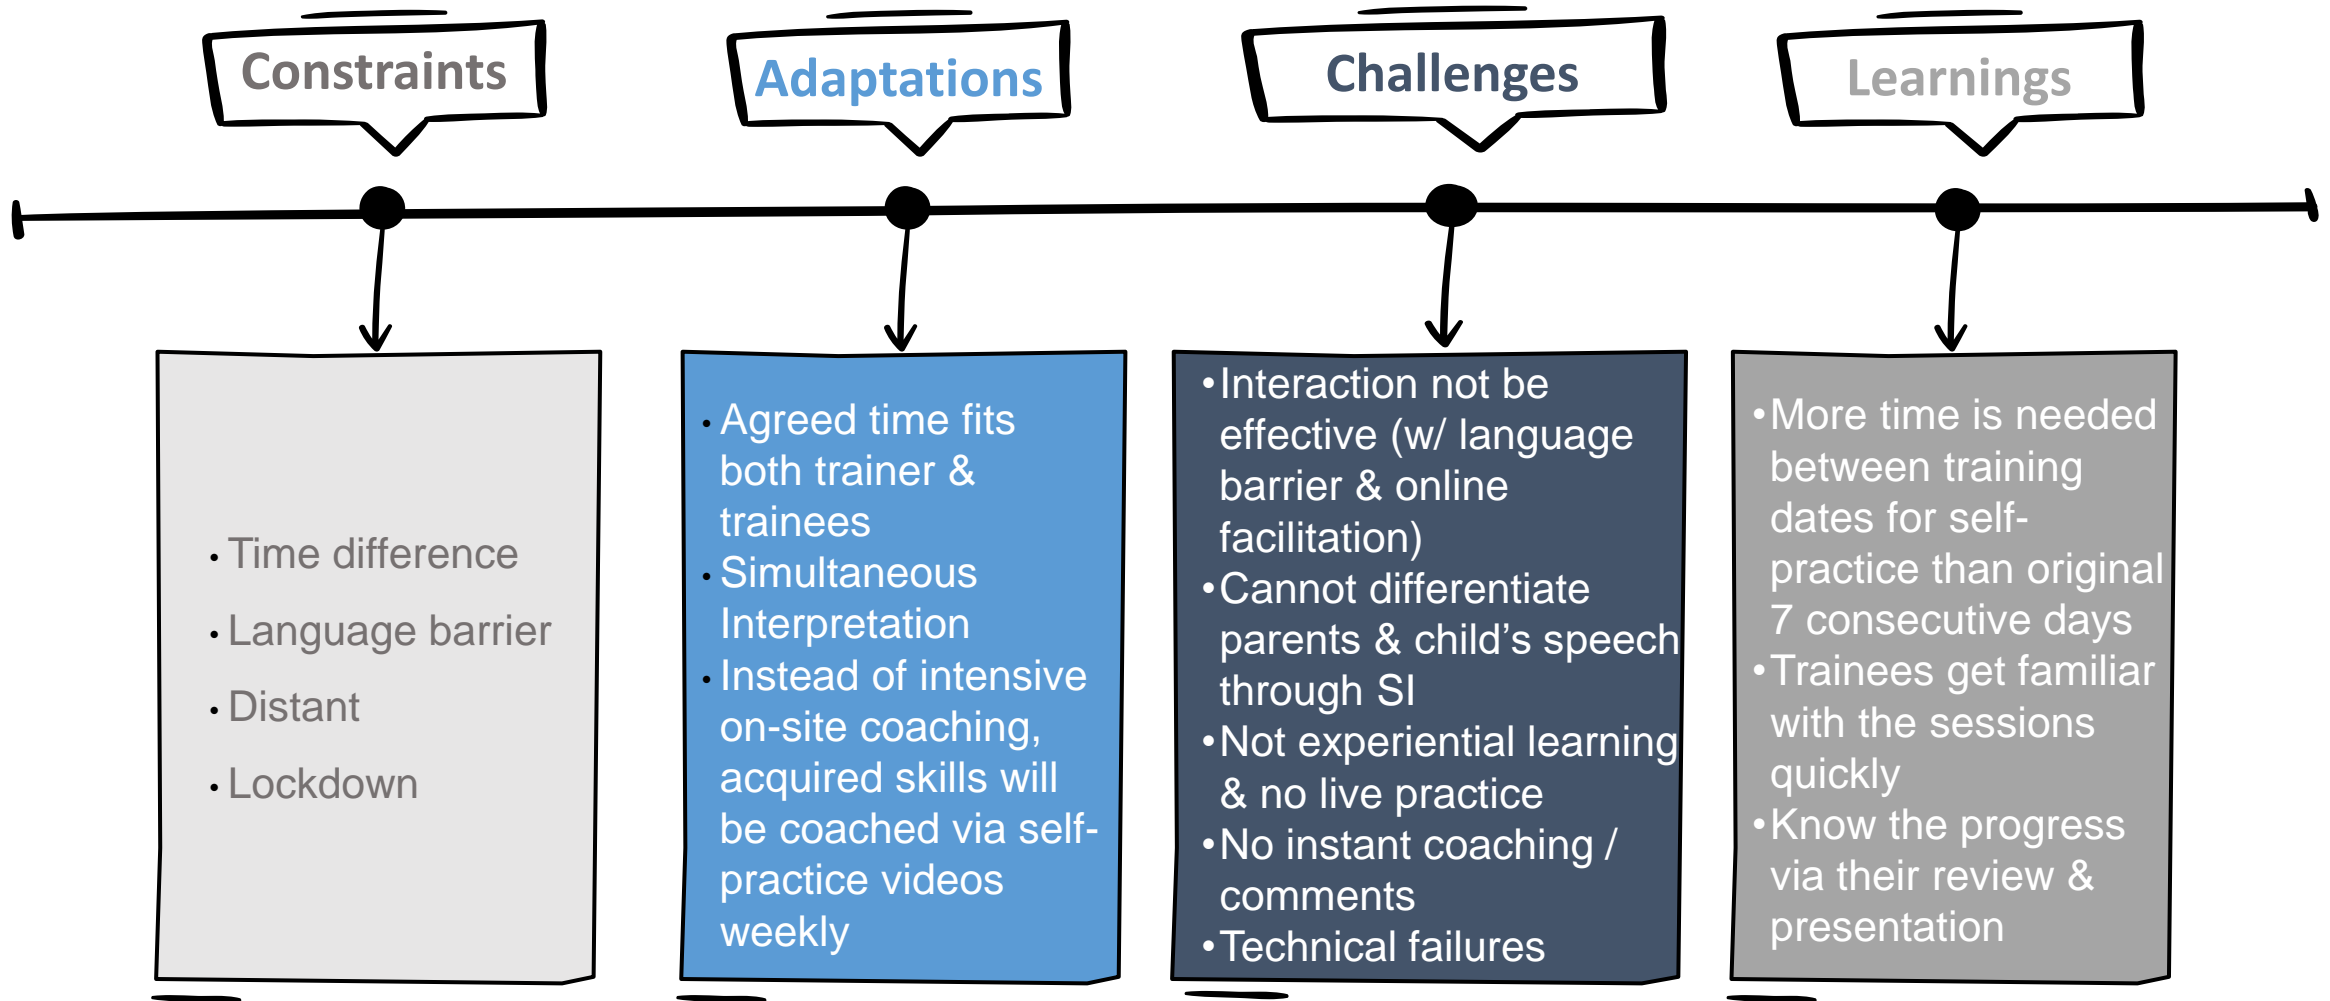 Constraints
Adaptations
Challenges
Learnings
• Time difference
• Language barrier
• Distant
• Lockdown
• Agreed time fits
both trainer &
trainees
• Simultaneous
Interpretation
• Instead of intensive
on-site coaching,
acquired skills will
be coached via self-
practice videos
weekly
•Interaction not be
effective (w/ language
barrier & online
facilitation)
•Cannot differentiate
parents & child’s speech
through SI
•Not experiential learning
& no live practice
•No instant coaching /
comments
•Technical failures
•More time is needed
between training
dates for self-
practice than original
7 consecutive days
•Trainees get familiar
with the sessions
quickly
•Know the progress
via their review &
presentation